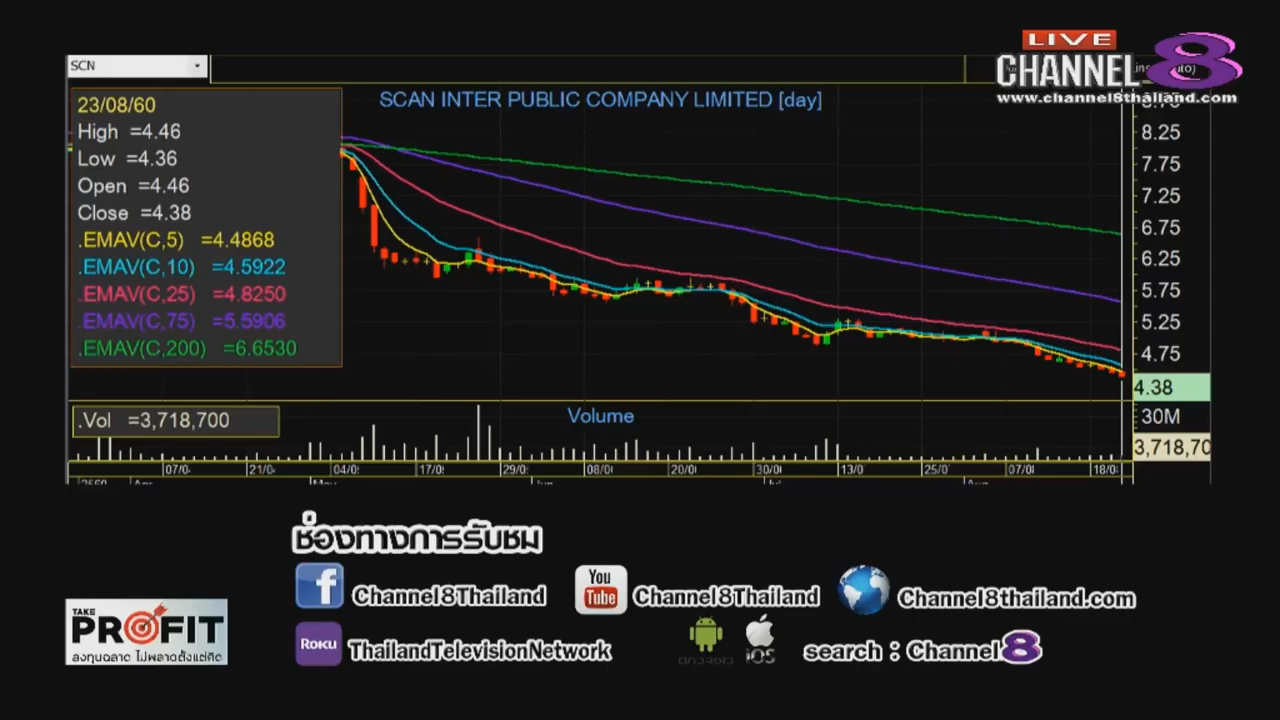 LIVE
CHANNEL 8
www.channel8thailand.com
SCN
SCAN INTER PUBLIC COMPANY LIMITED [day]
23/08/60
High =4.46
Low =4.36
Open =4.46
Close =4.38
.EMAV(C,5) =4.4868
.EMAV(C,10) =4.5922
.EMAV(C,25) =4.8250
.EMAV(C,75) =5.5906
.EMAV(C,200) =6.6530
8.25
7.75
7.25
6.75
6.25
5.75
5.25
4.75
4.38
.Vol =3,718,700
Volume
30M
3,718,70
07/0 21/0 04/0 17/0 29/0 08/0 20/0 30/0 13/0 25/0 07/0 18/0
ช่องทางการรับชม
f Channel8Thailand You Tube Channel8Thailand Channel8thailand.com
TAKE PROFIT
ลงทุนฉลาด ไม่พลาดตั้งแต่คิด
ROKU ThailandTelevisionNetwork ANDROID iOS search : Channel 8